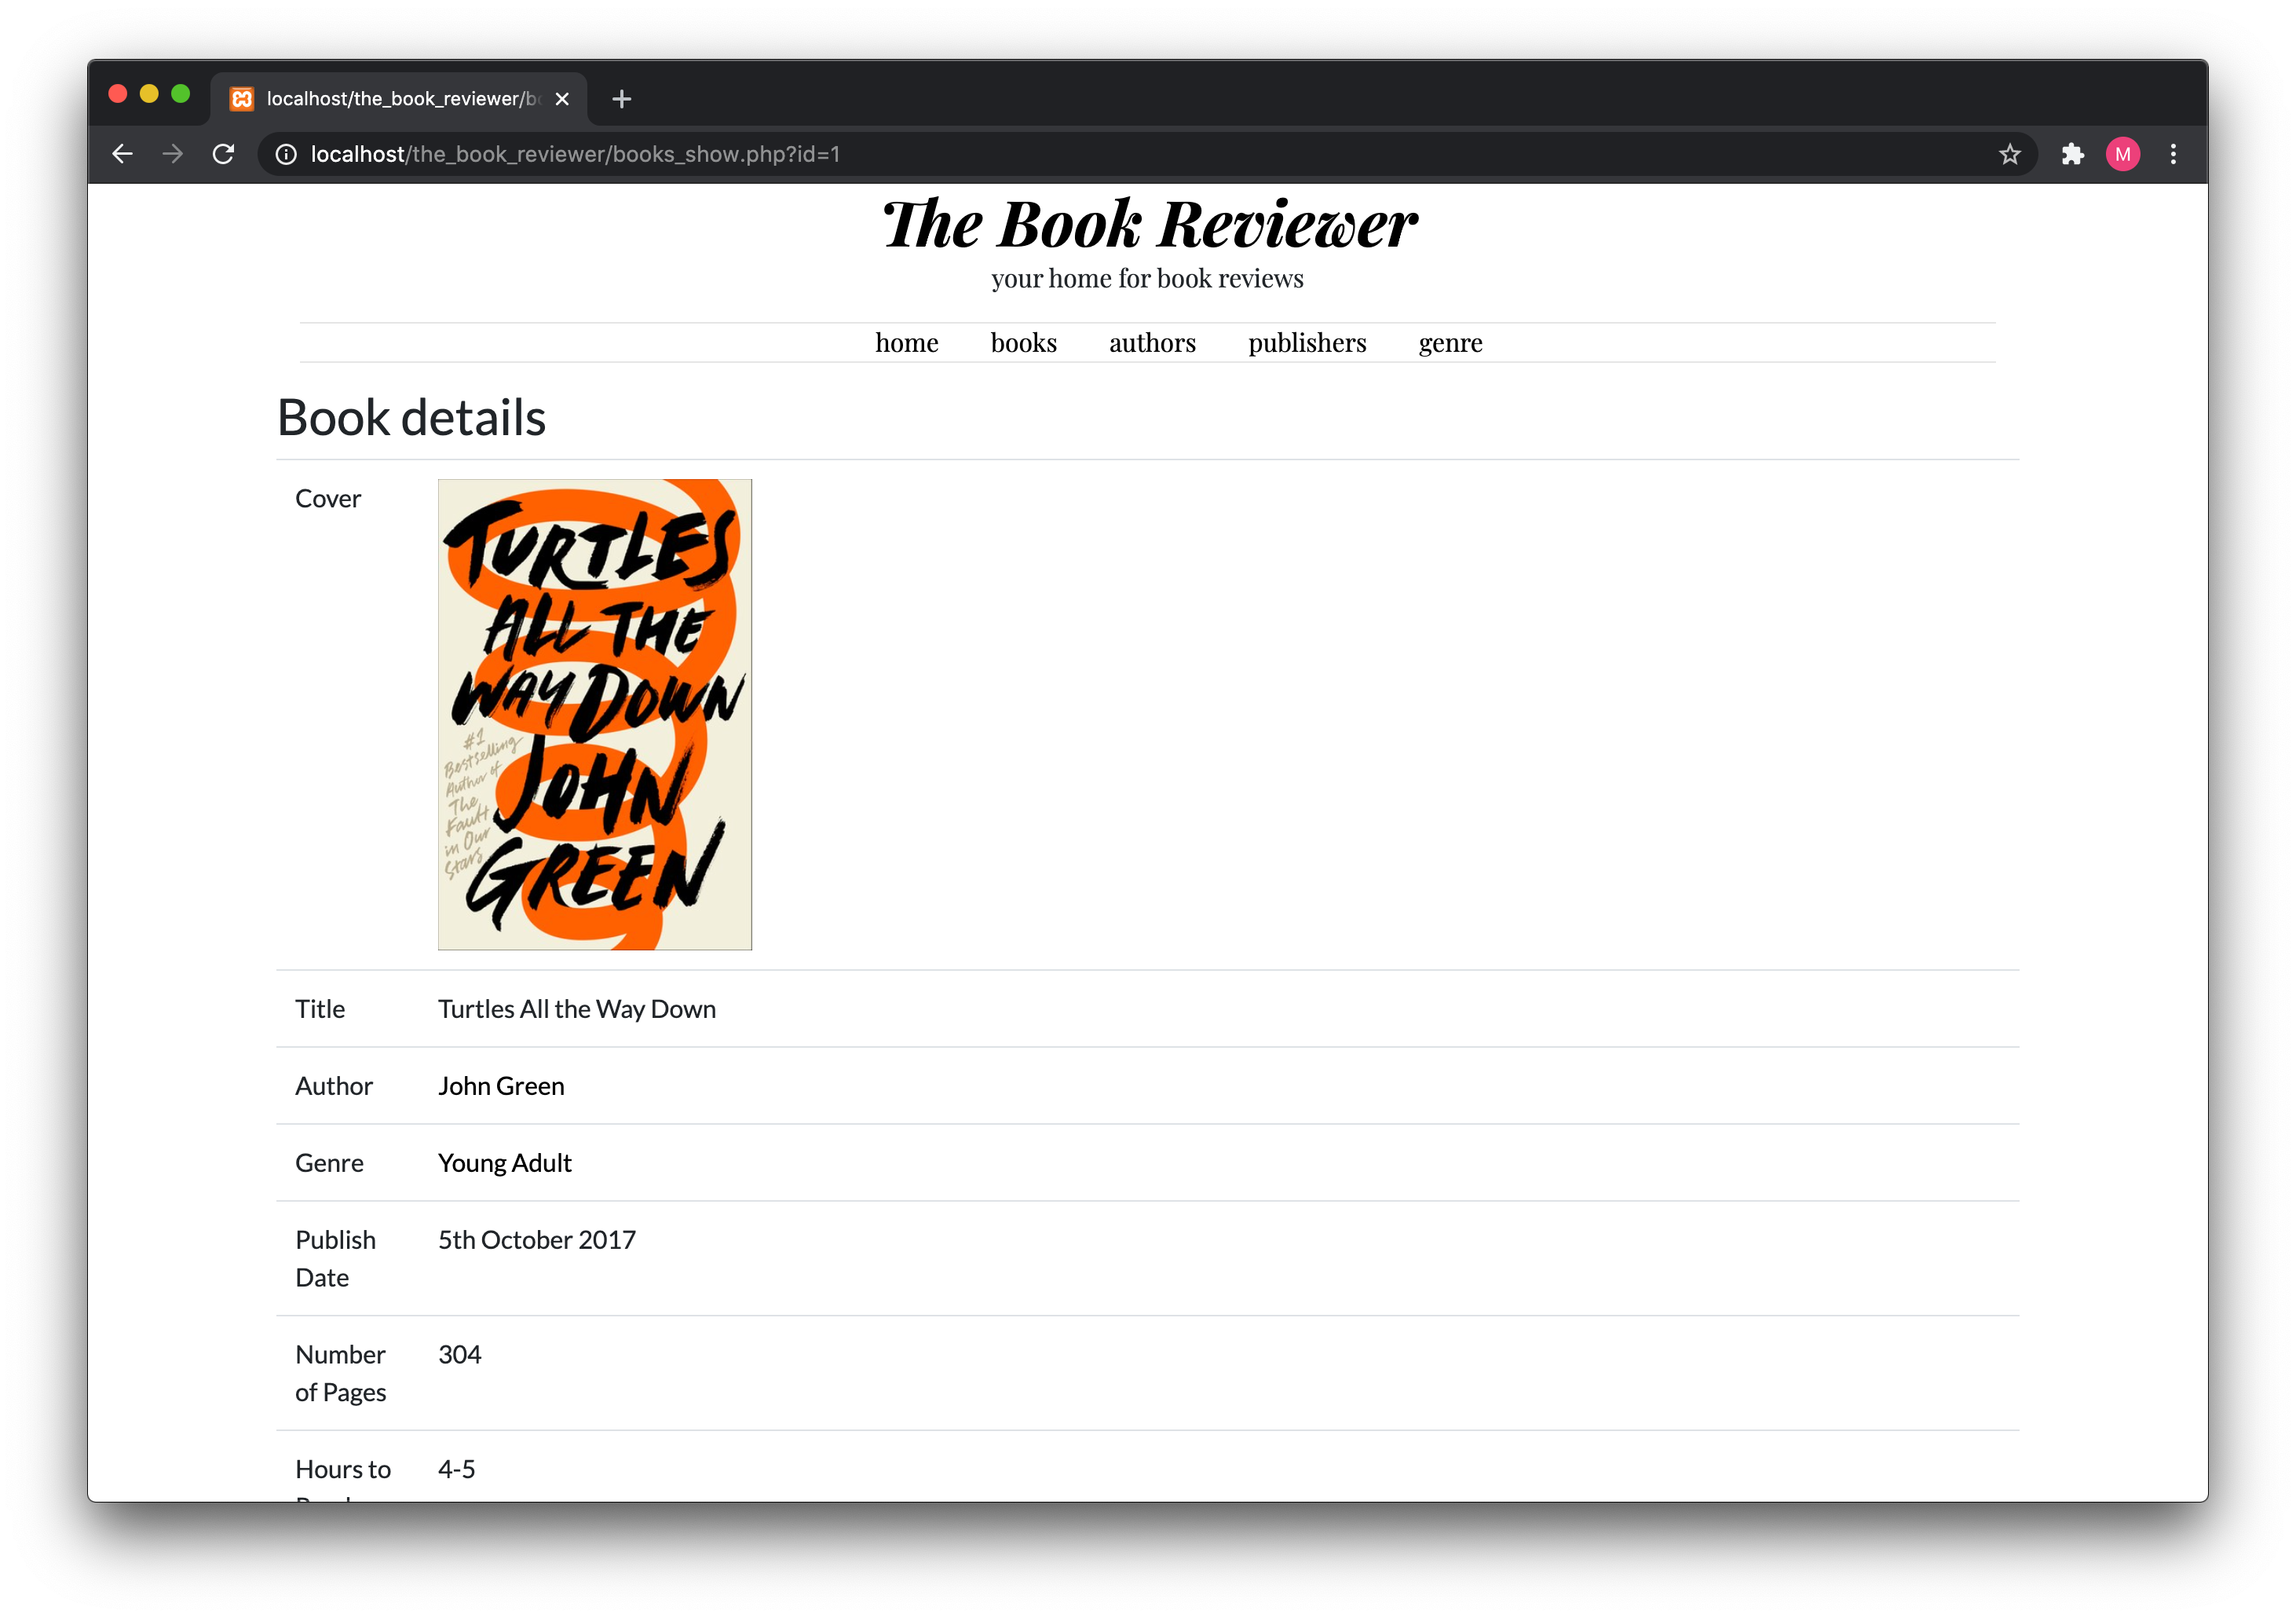 localhost/the_book_reviewer/b
localhost/the_book_reviewer/books_show.php?id=1
M
The Book Reviewer
your home for book reviews
home books authors publishers genre
Book details
Cover
TURTLES
ALL THE
WAY DOWN
JOHN
GREEN
#1
Bestselling
Author of
The
Fault
in Our
Stars
Title Turtles All the Way Down
Author John Green
Genre Young Adult
Publish 5th October 2017
Date
Number 304
of Pages
Hours to 4-5